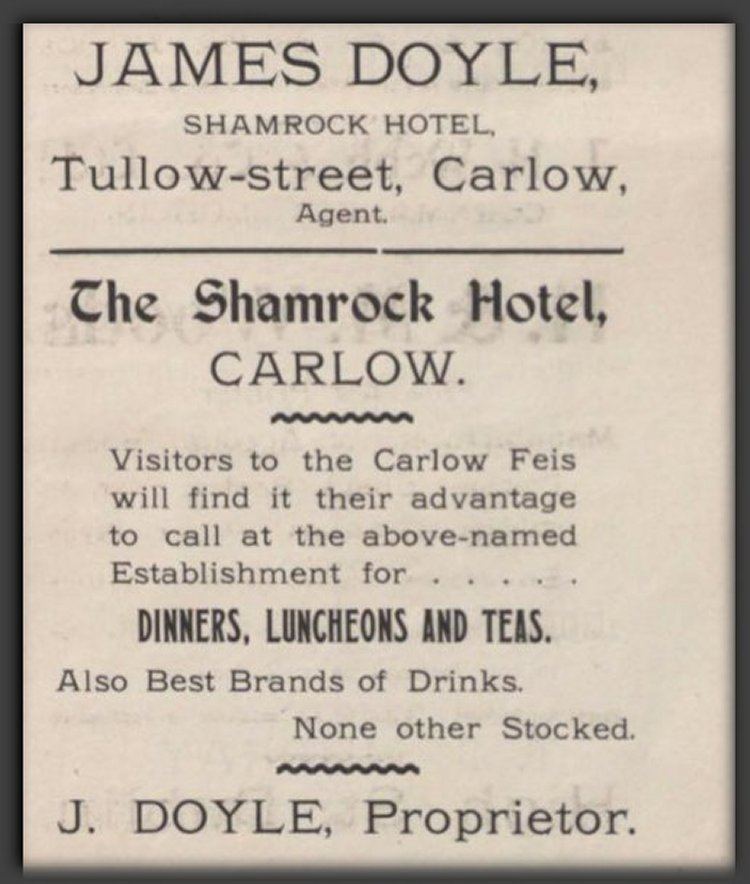 JAMES DOYLE,
SHAMROCK HOTEL,
Tullow-street, Carlow,
Agent.
The Shamrock Hotel,
CARLOW.
Visitors to the Carlow Feis
will find it their advantage
to call at the above-named
Establishment for . . . . .
DINNERS, LUNCHEONS AND TEAS.
Also Best Brands of Drinks.
None other Stocked.
J. DOYLE, Proprietor.